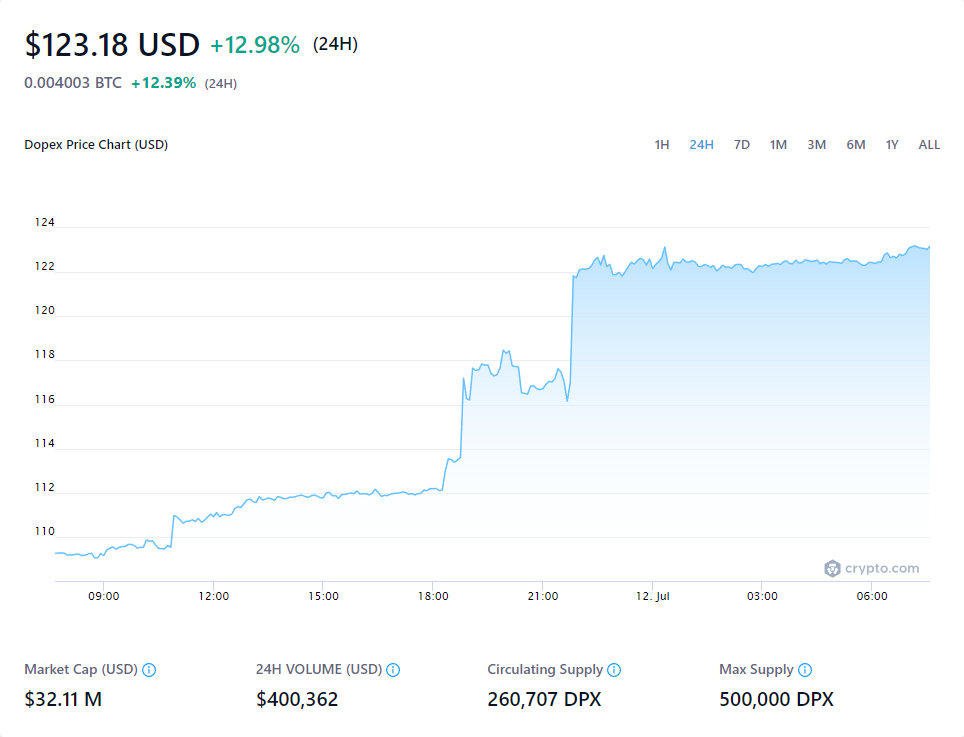 $123.18 USD +12.98% (24H)
0.004003 BTC +12.39% (24H)
Dopex Price Chart (USD) 1H 24H 7D 1M 3M 6M 1Y ALL
124
122
120
118
116
114
112
110
crypto.com
09:00 12:00 15:00 18:00 21:00 12. Jul 03:00 06:00
Market Cap (USD) 24H VOLUME (USD) Circulating Supply Max Supply
$32.11 M $400,362 260,707 DPX 500,000 DPX